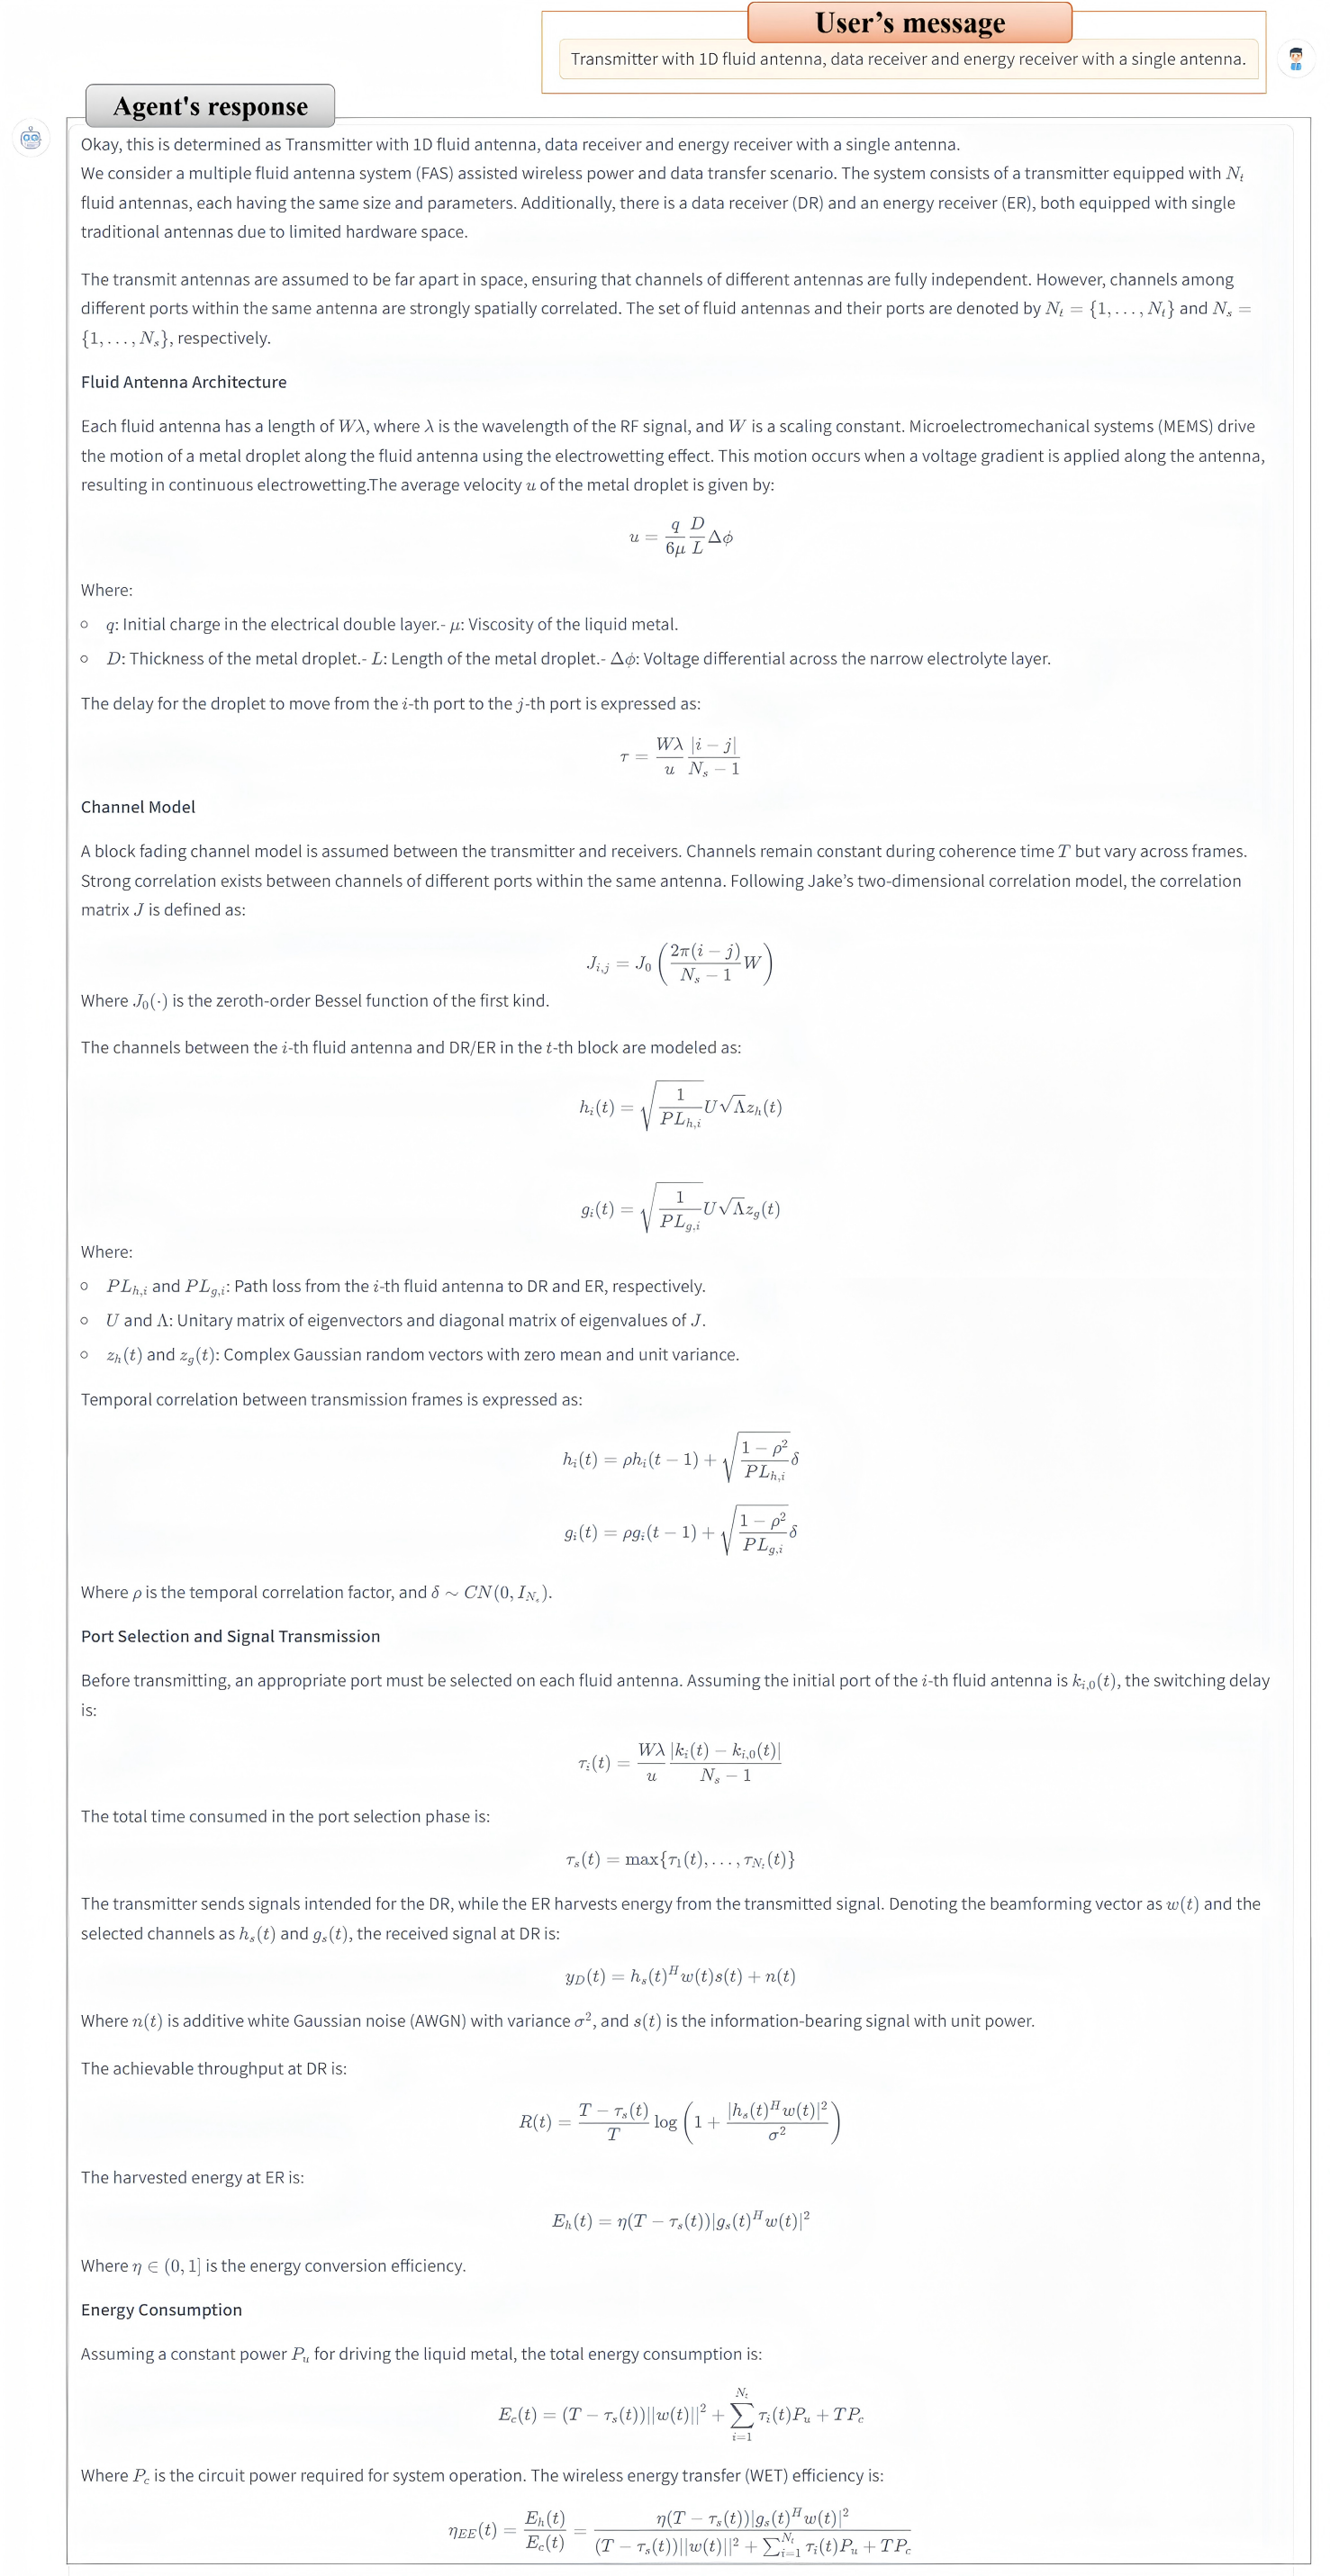 User's message
Transmitter with 1D fluid antenna, data receiver and energy receiver with a single antenna.
Agent's response
Okay, this is determined as Transmitter with 1D fluid antenna, data receiver and energy receiver with a single antenna.
We consider a multiple fluid antenna system (FAS) assisted wireless power and data transfer scenario. The system consists of a transmitter equipped with $N_t$
fluid antennas, each having the same size and parameters. Additionally, there is a data receiver (DR) and an energy receiver (ER), both equipped with single
traditional antennas due to limited hardware space.
The transmit antennas are assumed to be far apart in space, ensuring that channels of different antennas are fully independent. However, channels among
different ports within the same antenna are strongly spatially correlated. The set of fluid antennas and their ports are denoted by $N_t = \{1, \ldots, N_t\}$ and $N_s =$
$\{1, \ldots, N_s\}$, respectively.
Fluid Antenna Architecture
Each fluid antenna has a length of $W\lambda$, where $\lambda$ is the wavelength of the RF signal, and $W$ is a scaling constant. Microelectromechanical systems (MEMS) drive
the motion of a metal droplet along the fluid antenna using the electrowetting effect. This motion occurs when a voltage gradient is applied along the antenna,
resulting in continuous electrowetting.The average velocity $u$ of the metal droplet is given by:
$u = \frac{q}{6\mu} \frac{D}{L} \Delta\phi$
Where:
○ $q$: Initial charge in the electrical double layer.- $\mu$: Viscosity of the liquid metal.
○ $D$: Thickness of the metal droplet.- $L$: Length of the metal droplet.- $\Delta\phi$: Voltage differential across the narrow electrolyte layer.
The delay for the droplet to move from the $i$-th port to the $j$-th port is expressed as:
$\tau = \frac{W\lambda}{u} \frac{|i - j|}{N_s - 1}$
Channel Model
A block fading channel model is assumed between the transmitter and receivers. Channels remain constant during coherence time $T$ but vary across frames.
Strong correlation exists between channels of different ports within the same antenna. Following Jake's two-dimensional correlation model, the correlation
matrix $J$ is defined as:
$J_{i,j} = J_0 \left( \frac{2\pi(i - j)}{N_s - 1} W \right)$
Where $J_0(\cdot)$ is the zeroth-order Bessel function of the first kind.
The channels between the $i$-th fluid antenna and DR/ER in the $t$-th block are modeled as:
$h_i(t) = \sqrt{\frac{1}{PL_{h,i}}} U \sqrt{\Lambda} z_h(t)$
$g_i(t) = \sqrt{\frac{1}{PL_{g,i}}} U \sqrt{\Lambda} z_g(t)$
Where:
○ $PL_{h,i}$ and $PL_{g,i}$: Path loss from the $i$-th fluid antenna to DR and ER, respectively.
○ $U$ and $\Lambda$: Unitary matrix of eigenvectors and diagonal matrix of eigenvalues of $J$.
○ $z_h(t)$ and $z_g(t)$: Complex Gaussian random vectors with zero mean and unit variance.
Temporal correlation between transmission frames is expressed as:
$h_i(t) = \rho h_i(t - 1) + \sqrt{\frac{1 - \rho^2}{PL_{h,i}}} \delta$
$g_i(t) = \rho g_i(t - 1) + \sqrt{\frac{1 - \rho^2}{PL_{g,i}}} \delta$
Where $\rho$ is the temporal correlation factor, and $\delta \sim CN(0, I_{N_s})$.
Port Selection and Signal Transmission
Before transmitting, an appropriate port must be selected on each fluid antenna. Assuming the initial port of the $i$-th fluid antenna is $k_{i,0}(t)$, the switching delay
is:
$\tau_i(t) = \frac{W\lambda}{u} \frac{|k_i(t) - k_{i,0}(t)|}{N_s - 1}$
The total time consumed in the port selection phase is:
$\tau_s(t) = \max\{\tau_1(t), \ldots, \tau_{N_t}(t)\}$
The transmitter sends signals intended for the DR, while the ER harvests energy from the transmitted signal. Denoting the beamforming vector as $w(t)$ and the
selected channels as $h_s(t)$ and $g_s(t)$, the received signal at DR is:
$y_D(t) = h_s(t)^H w(t) s(t) + n(t)$
Where $n(t)$ is additive white Gaussian noise (AWGN) with variance $\sigma^2$, and $s(t)$ is the information-bearing signal with unit power.
The achievable throughput at DR is:
$R(t) = \frac{T - \tau_s(t)}{T} \log \left( 1 + \frac{|h_s(t)^H w(t)|^2}{\sigma^2} \right)$
The harvested energy at ER is:
$E_h(t) = \eta(T - \tau_s(t))|g_s(t)^H w(t)|^2$
Where $\eta \in (0, 1]$ is the energy conversion efficiency.
Energy Consumption
Assuming a constant power $P_u$ for driving the liquid metal, the total energy consumption is:
$E_c(t) = (T - \tau_s(t))||w(t)||^2 + \sum_{i=1}^{N_t} \tau_i(t) P_u + T P_c$
Where $P_c$ is the circuit power required for system operation. The wireless energy transfer (WET) efficiency is:
$\eta_{EE}(t) = \frac{E_h(t)}{E_c(t)} = \frac{\eta(T - \tau_s(t))|g_s(t)^H w(t)|^2}{(T - \tau_s(t))||w(t)||^2 + \sum_{i=1}^{N_t} \tau_i(t) P_u + T P_c}$